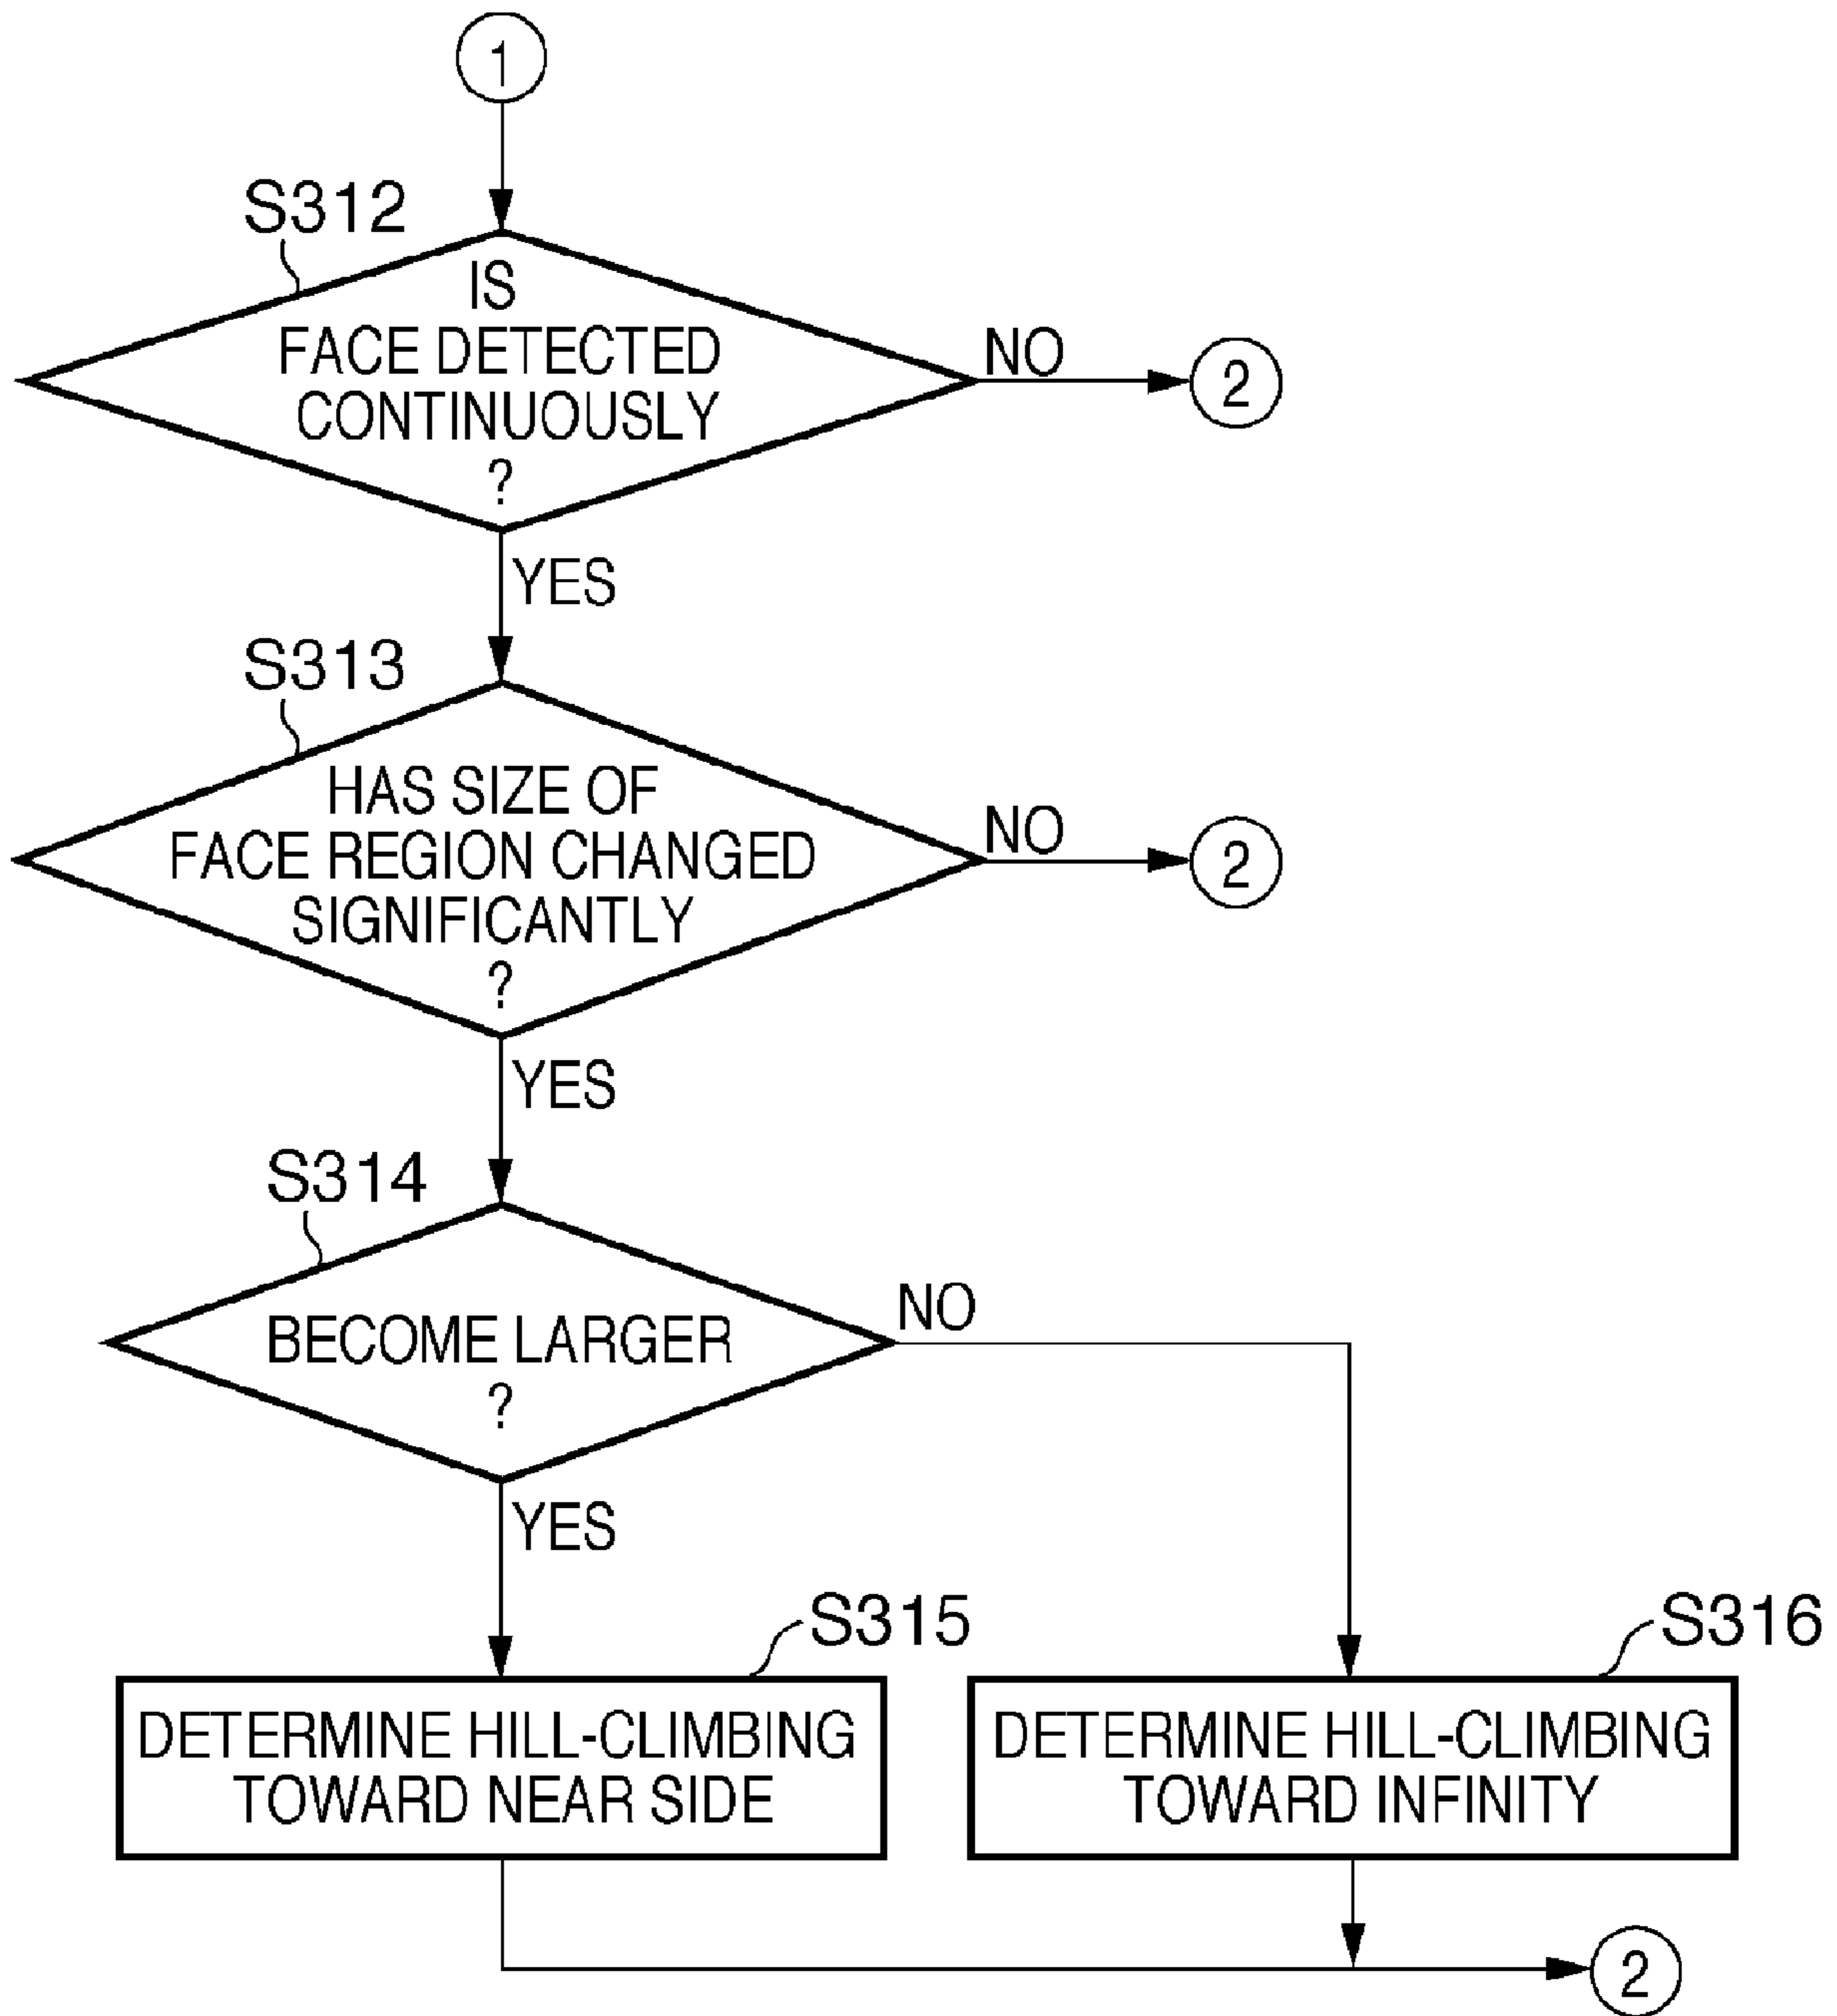 1
S312
IS
FACE DETECTED
CONTINUOUSLY
?
NO
2
YES
S313
HAS SIZE OF
FACE REGION CHANGED
SIGNIFICANTLY
?
NO
2
YES
S314
BECOME LARGER
?
NO
YES
S315
DETERMINE HILL-CLIMBING
TOWARD NEAR SIDE
S316
DETERMINE HILL-CLIMBING
TOWARD INFINITY
2